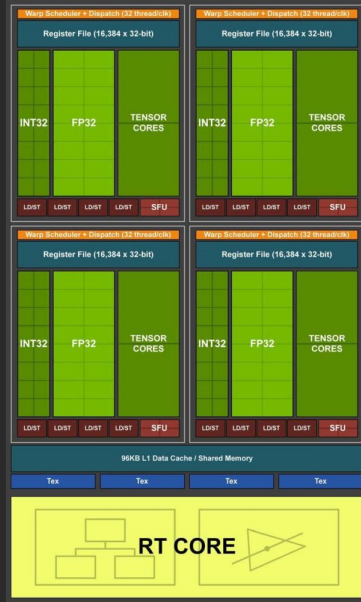 Warp Scheduler + Dispatch (32 thread/clk)
Register File (16,384 x 32-bit)
INT32
FP32
TENSOR
CORES
LD/ST
LD/ST
LD/ST
LD/ST
SFU
Warp Scheduler + Dispatch (32 thread/clk)
Register File (16,384 x 32-bit)
INT32
FP32
TENSOR
CORES
LD/ST
LD/ST
LD/ST
LD/ST
SFU
Warp Scheduler + Dispatch (32 thread/clk)
Register File (16,384 x 32-bit)
INT32
FP32
TENSOR
CORES
LD/ST
LD/ST
LD/ST
LD/ST
SFU
Warp Scheduler + Dispatch (32 thread/clk)
Register File (16,384 x 32-bit)
INT32
FP32
TENSOR
CORES
LD/ST
LD/ST
LD/ST
LD/ST
SFU
96KB L1 Data Cache / Shared Memory
Tex
Tex
Tex
Tex
RT CORE